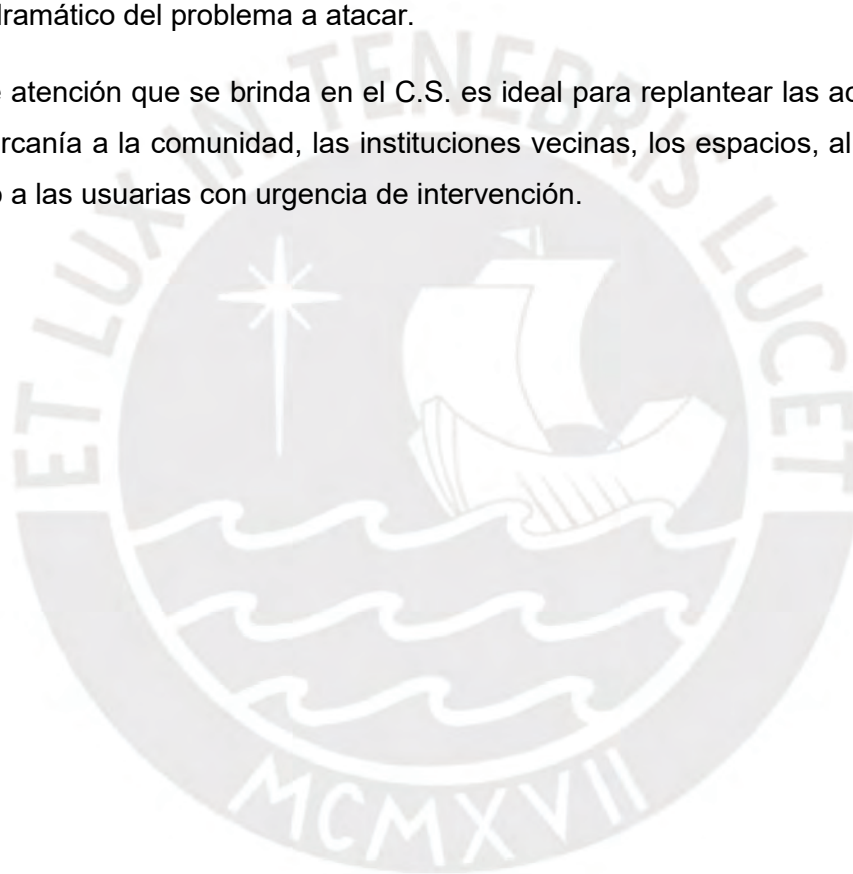 dramático del problema a atacar.
e atención que se brinda en el C.S. es ideal para replantear las ac
ercanía a la comunidad, las instituciones vecinas, los espacios, al
o a las usuarias con urgencia de intervención.
ET LUX IN TENEBRIS LUCET
MCMXVII